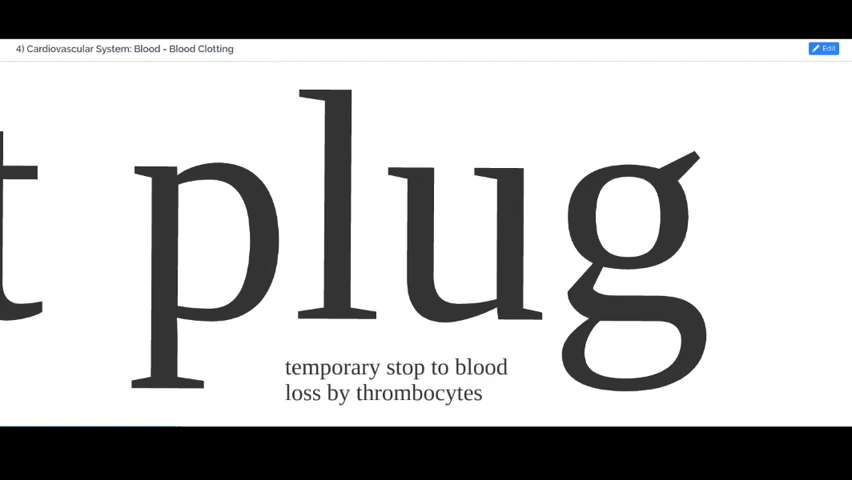 4) Cardiovascular System: Blood - Blood Clotting
Edit
t plug
temporary stop to blood
loss by thrombocytes